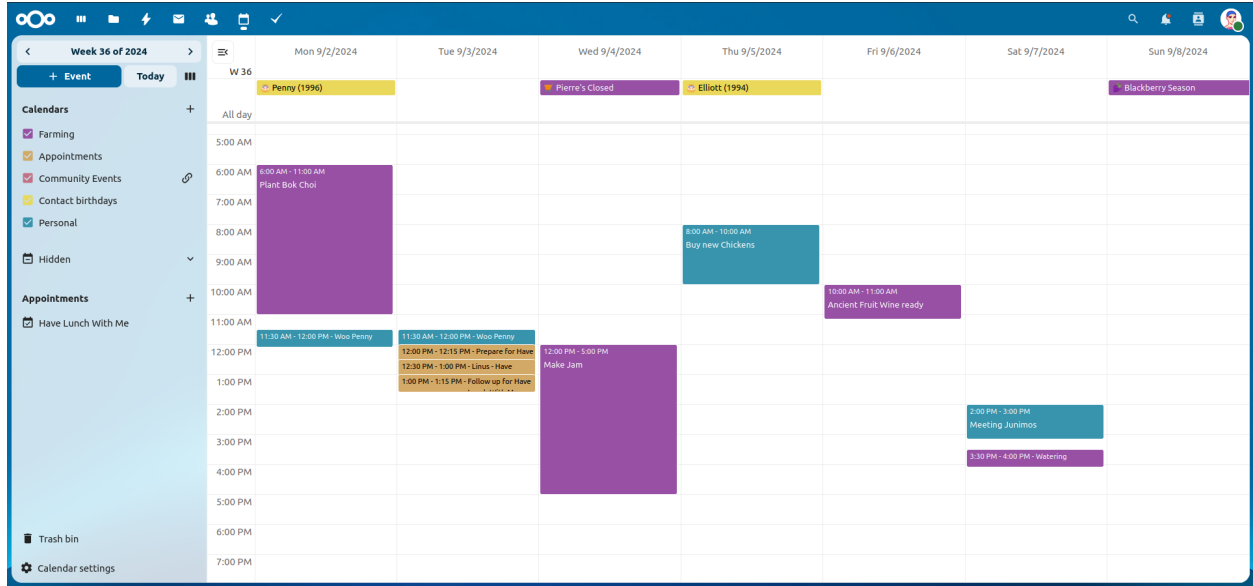 Week 36 of 2024
+ Event
Today
Calendars
Farming
Appointments
Community Events
Contact birthdays
Personal
Hidden
Appointments
Have Lunch With Me
Trash bin
Calendar settings
Mon 9/2/2024
Tue 9/3/2024
Wed 9/4/2024
Thu 9/5/2024
Fri 9/6/2024
Sat 9/7/2024
Sun 9/8/2024
W 36
All day
Penny (1996)
Pierre's Closed
Elliott (1994)
Blackberry Season
5:00 AM
6:00 AM
7:00 AM
8:00 AM
9:00 AM
10:00 AM
11:00 AM
12:00 PM
1:00 PM
2:00 PM
3:00 PM
4:00 PM
5:00 PM
6:00 PM
7:00 PM
6:00 AM - 11:00 AM
Plant Bok Choi
11:30 AM - 12:00 PM - Woo Penny
11:30 AM - 12:00 PM - Woo Penny
12:00 PM - 12:15 PM - Prepare for Have
12:30 PM - 1:00 PM - Linus - Have
1:00 PM - 1:15 PM - Follow up for Have
12:00 PM - 5:00 PM
Make Jam
8:00 AM - 10:00 AM
Buy new Chickens
10:00 AM - 11:00 AM
Ancient Fruit Wine ready
2:00 PM - 3:00 PM
Meeting Junimos
3:30 PM - 4:00 PM - Watering